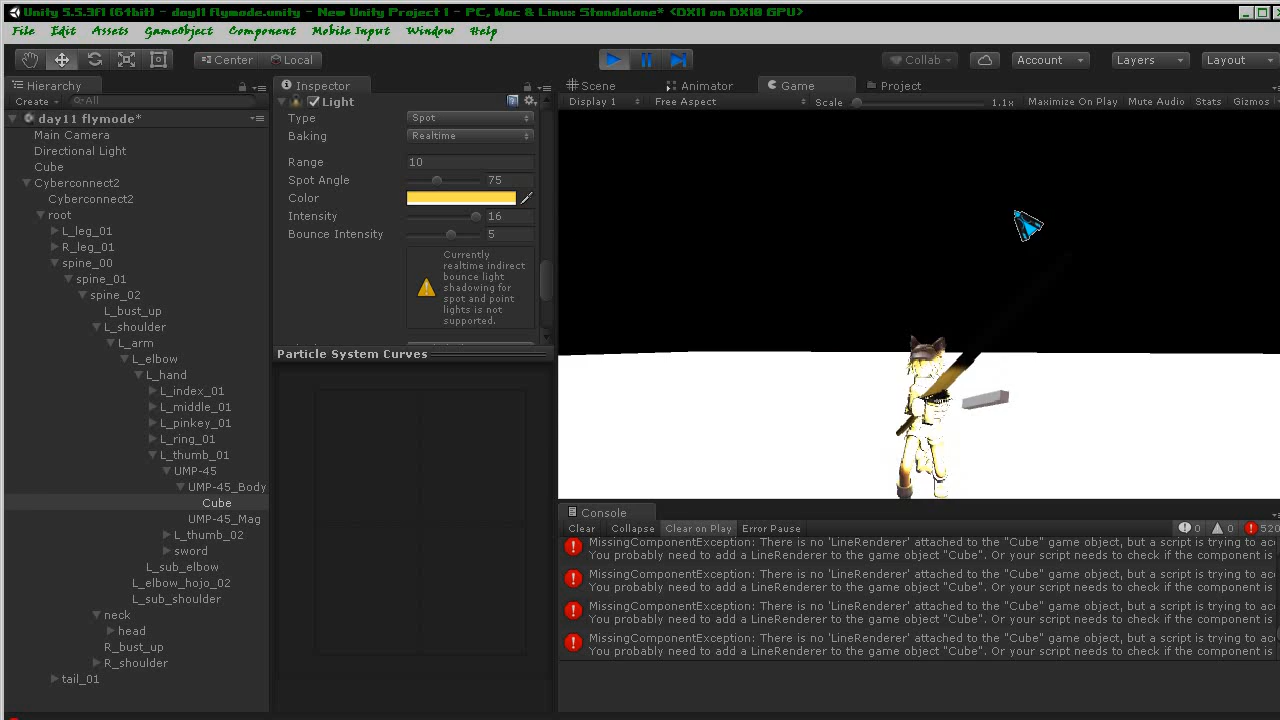 Unity 5.5.3f1 (64bit) - day11 flymode.unity - New Unity Project 1 - PC, Mac & Linux Standalone* <DX11 on DX10 GPU>
File Edit Assets GameObject Component Mobile Input Window Help
Center Local Collab Account Layers Layout
Hierarchy
Create All
day11 flymode*
Main Camera
Directional Light
Cube
Cyberconnect2
Cyberconnect2
root
L_leg_01
R_leg_01
spine_00
spine_01
spine_02
L_bust_up
L_shoulder
L_arm
L_elbow
L_hand
L_index_01
L_middle_01
L_pinkey_01
L_ring_01
L_thumb_01
UMP-45
UMP-45_Body
Cube
UMP-45_Mag
L_thumb_02
sword
L_sub_elbow
L_elbow_hojo_02
L_sub_shoulder
neck
head
R_bust_up
R_shoulder
tail_01
Inspector
Light
Type Spot
Baking Realtime
Range 10
Spot Angle 75
Color
Intensity 16
Bounce Intensity 5
Currently
realtime indirect
bounce light
shadowing for
spot and point
lights is not
supported.
Particle System Curves
Scene Animator Game Project
Display 1 Free Aspect Scale 1.1x Maximize On Play Mute Audio Stats Gizmos
Console
Clear Collapse Clear on Play Error Pause 0 0 520
MissingComponentException: There is no 'LineRenderer' attached to the "Cube" game object, but a script is trying to
You probably need to add a LineRenderer to the game object "Cube". Or your script needs to check if the component is
MissingComponentException: There is no 'LineRenderer' attached to the "Cube" game object, but a script is trying to
You probably need to add a LineRenderer to the game object "Cube". Or your script needs to check if the component is
MissingComponentException: There is no 'LineRenderer' attached to the "Cube" game object, but a script is trying to
You probably need to add a LineRenderer to the game object "Cube". Or your script needs to check if the component is
MissingComponentException: There is no 'LineRenderer' attached to the "Cube" game object, but a script is trying to
You probably need to add a LineRenderer to the game object "Cube". Or your script needs to check if the component is